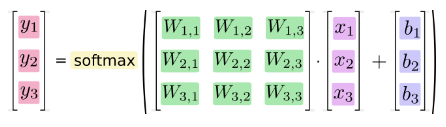 y₁ W₁,₁ W₁,₂ W₁,₃ x₁ b₁
y₂ = softmax W₂,₁ W₂,₂ W₂,₃ · x₂ + b₂
y₃ W₃,₁ W₃,₂ W₃,₃ x₃ b₃